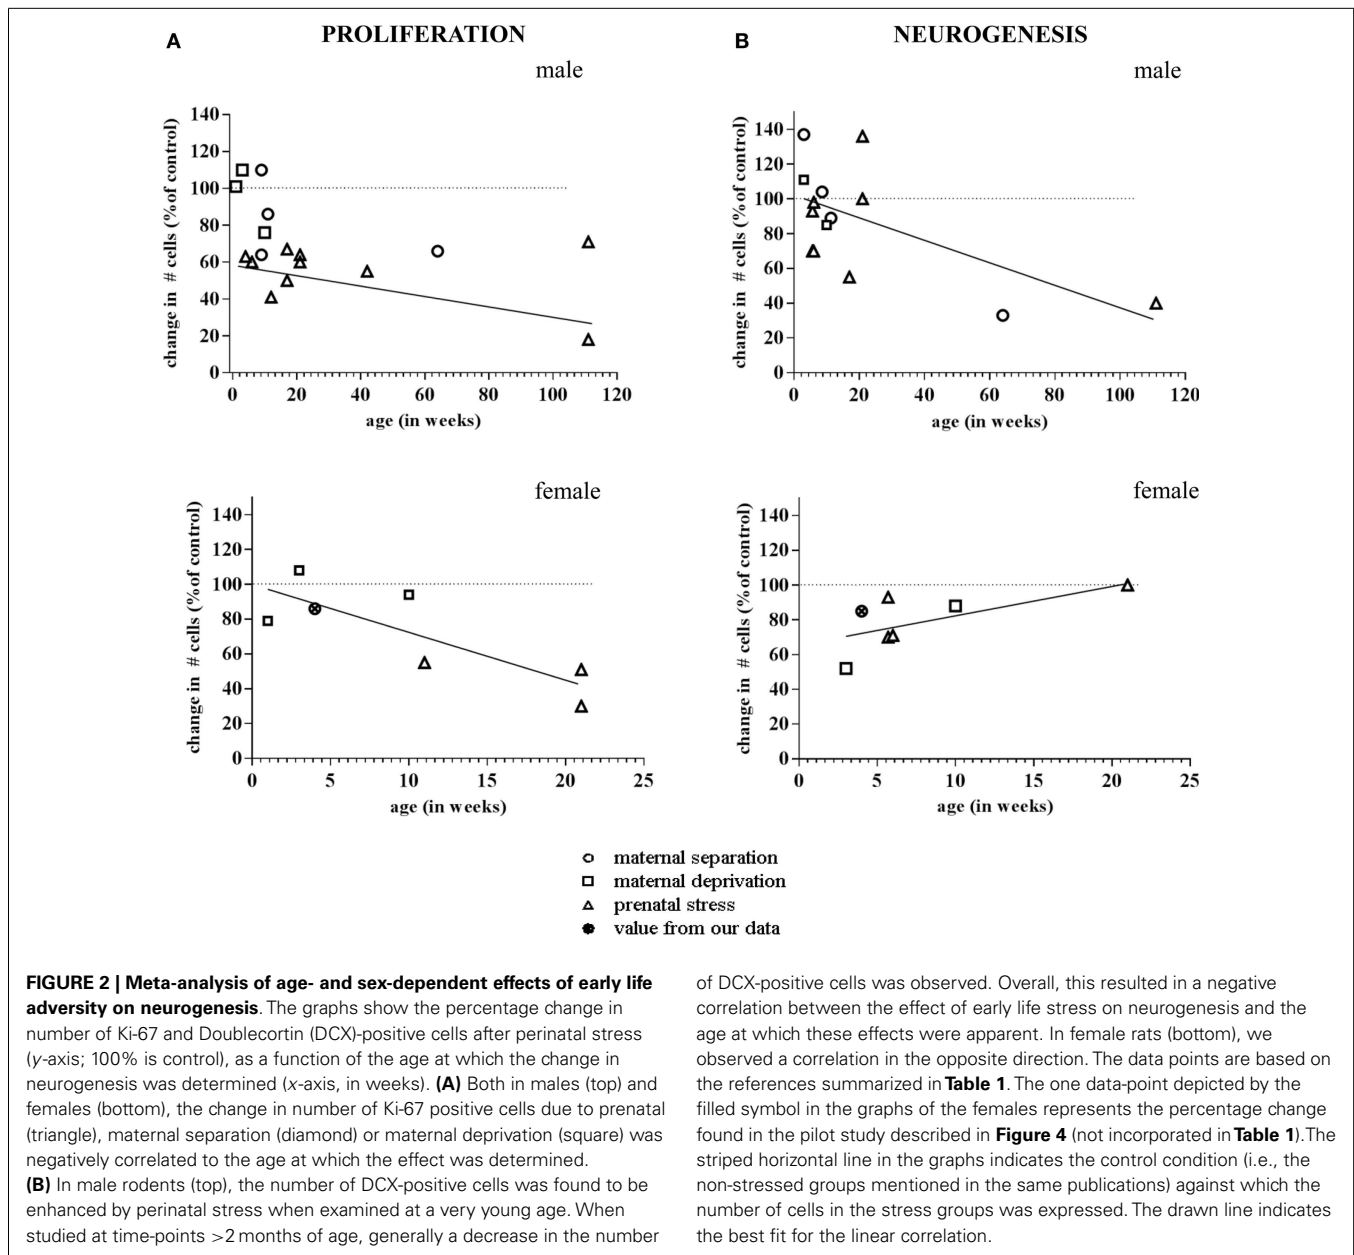 A PROLIFERATION
male
change in # cells (% of control)
140
120
100
80
60
40
20
0
0 20 40 60 80 100 120
age (in weeks)
B NEUROGENESIS
male
change in # cells (% of control)
140
120
100
80
60
40
20
0
0 20 40 60 80 100 120
age (in weeks)
female
change in # cells (% of control)
140
120
100
80
60
40
20
0
0 5 10 15 20 25
age (in weeks)
female
change in # cells (% of control)
140
120
100
80
60
40
20
0
0 5 10 15 20 25
age (in weeks)
maternal separation
maternal deprivation
prenatal stress
value from our data
FIGURE 2 | Meta-analysis of age- and sex-dependent effects of early life
adversity on neurogenesis. The graphs show the percentage change in
number of Ki-67 and Doublecortin (DCX)-positive cells after perinatal stress
(y-axis; 100% is control), as a function of the age at which the change in
neurogenesis was determined (x-axis, in weeks). (A) Both in males (top) and
females (bottom), the change in number of Ki-67 positive cells due to prenatal
(triangle), maternal separation (diamond) or maternal deprivation (square) was
negatively correlated to the age at which the effect was determined.
(B) In male rodents (top), the number of DCX-positive cells was found to be
enhanced by perinatal stress when examined at a very young age. When
studied at time-points >2 months of age, generally a decrease in the number
of DCX-positive cells was observed. Overall, this resulted in a negative
correlation between the effect of early life stress on neurogenesis and the
age at which these effects were apparent. In female rats (bottom), we
observed a correlation in the opposite direction. The data points are based on
the references summarized in Table 1. The one data-point depicted by the
filled symbol in the graphs of the females represents the percentage change
found in the pilot study described in Figure 4 (not incorporated in Table 1). The
striped horizontal line in the graphs indicates the control condition (i.e., the
non-stressed groups mentioned in the same publications) against which the
number of cells in the stress groups was expressed. The drawn line indicates
the best fit for the linear correlation.